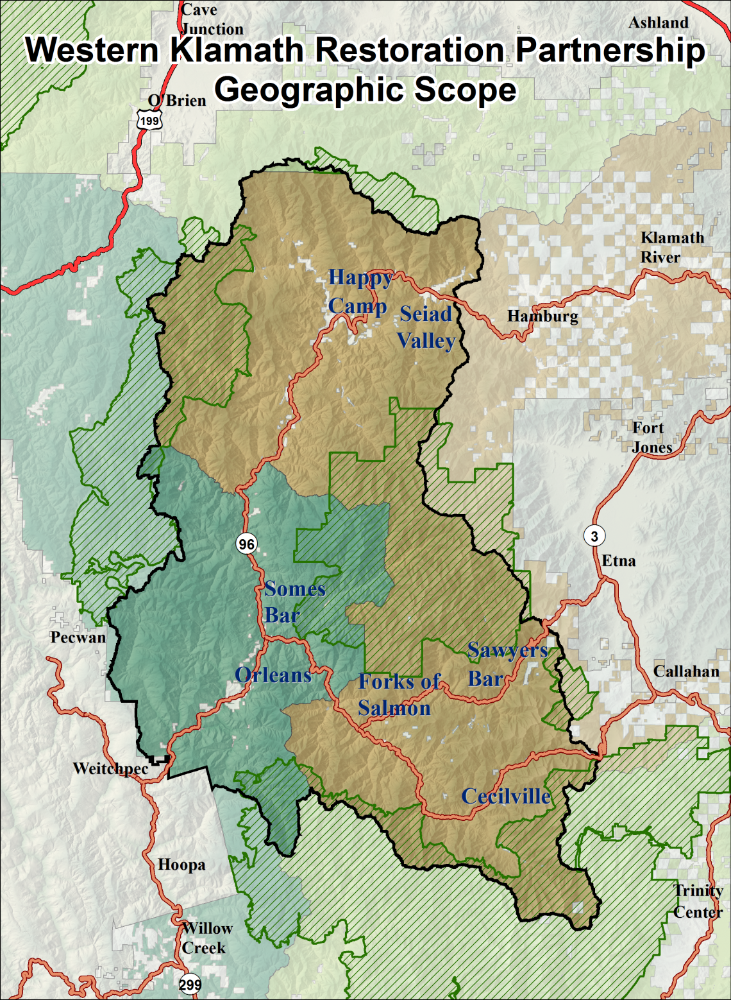 Cave
Junction
Ashland
Western Klamath Restoration Partnership
Geographic Scope
O'Brien
199
Klamath
River
Happy
Camp
Seiad
Valley
Hamburg
Fort
Jones
96
3
Etna
Somes
Bar
Pecwan
Sawyers
Bar
Orleans
Forks of
Salmon
Callahan
Weitchpec
Cecilville
Hoopa
Trinity
Center
Willow
Creek
299